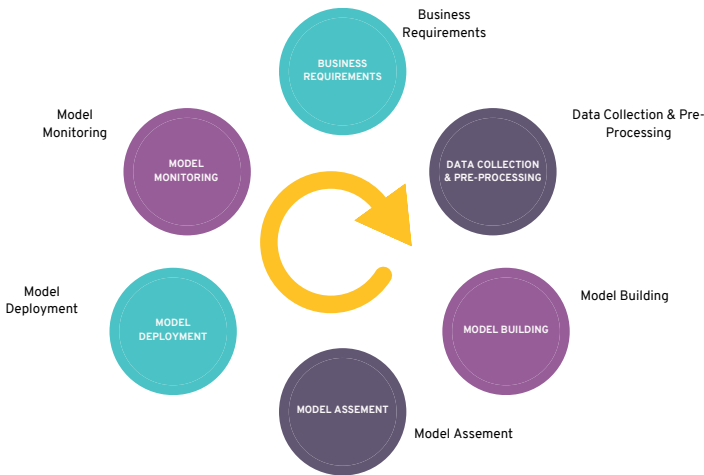 Business
Requirements
BUSINESS
REQUIREMENTS
Data Collection & Pre-
Processing
DATA COLLECTION
& PRE-PROCESSING
Model Building
MODEL BUILDING
Model Assement
MODEL ASSEMENT
Model
Deployment
MODEL
DEPLOYMENT
Model
Monitoring
MODEL
MONITORING